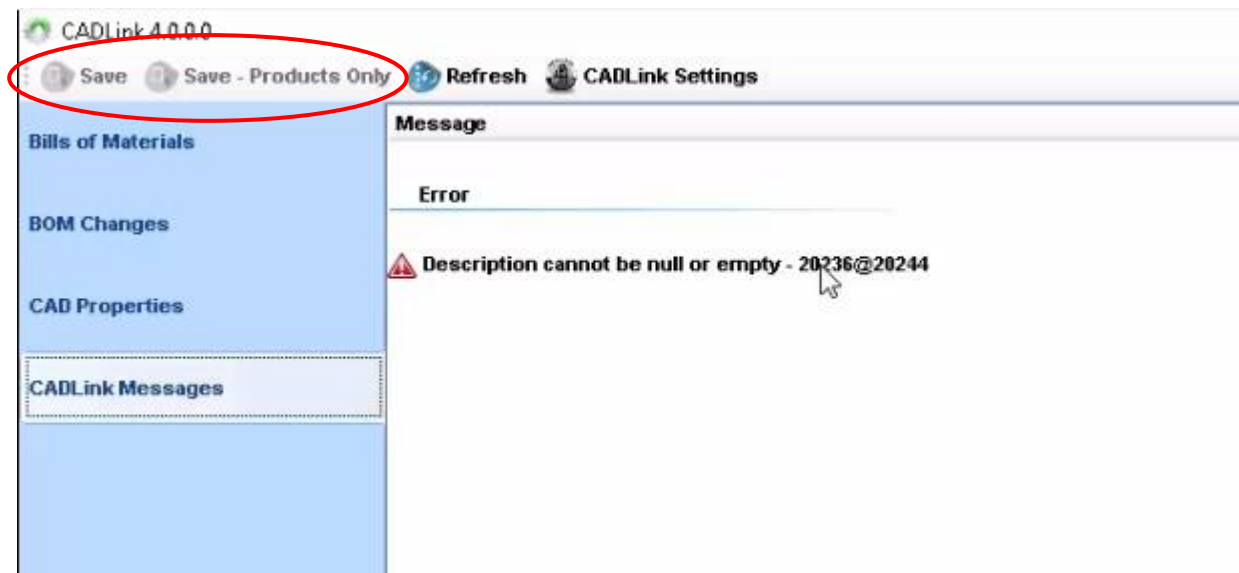 CADLink 4.0.0.0
Save Save - Products Only Refresh CADLink Settings
Bills of Materials
BOM Changes
CAD Properties
CADLink Messages
Message
Error
Description cannot be null or empty - 20236@20244